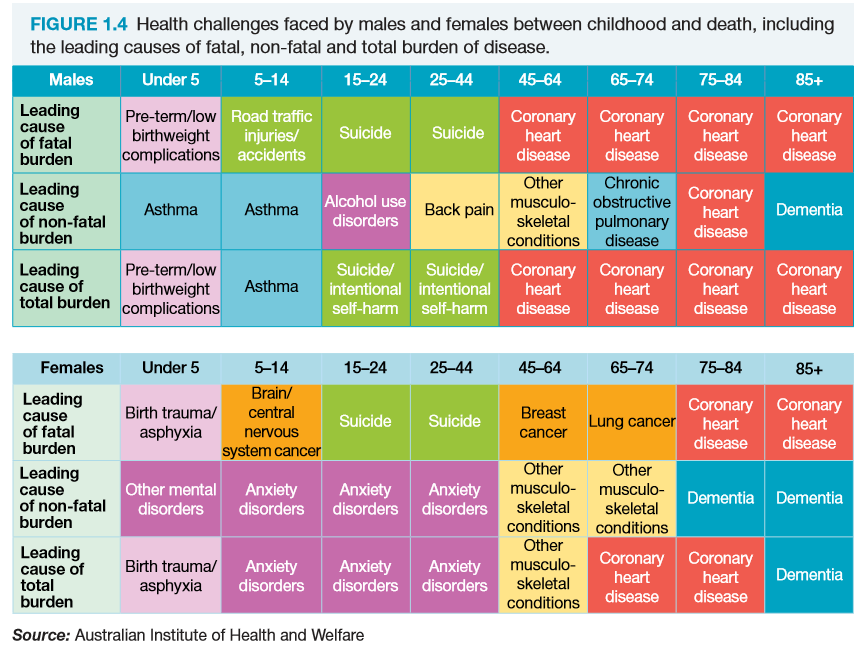 FIGURE 1.4 Health challenges faced by males and females between childhood and death, including
the leading causes of fatal, non-fatal and total burden of disease.
Males Under 5 5–14 15–24 25–44 45–64 65–74 75–84 85+
Leading
cause
of fatal
burden
Pre-term/low
birthweight
complications
Road traffic
injuries/
accidents
Suicide
Suicide
Coronary
heart
disease
Coronary
heart
disease
Coronary
heart
disease
Coronary
heart
disease
Leading
cause
of non-fatal
burden
Asthma
Asthma
Alcohol use
disorders
Back pain
Other
musculo-
skeletal
conditions
Chronic
obstructive
pulmonary
disease
Coronary
heart
disease
Dementia
Leading
cause of
total burden
Pre-term/low
birthweight
complications
Asthma
Suicide/
intentional
self-harm
Suicide/
intentional
self-harm
Coronary
heart
disease
Coronary
heart
disease
Coronary
heart
disease
Coronary
heart
disease
Females Under 5 5–14 15–24 25–44 45–64 65–74 75–84 85+
Leading
cause
of fatal
burden
Birth trauma/
asphyxia
Brain/
central
nervous
system cancer
Suicide
Suicide
Breast
cancer
Lung cancer
Coronary
heart
disease
Coronary
heart
disease
Leading
cause
of non-fatal
burden
Other mental
disorders
Anxiety
disorders
Anxiety
disorders
Anxiety
disorders
Other
musculo-
skeletal
conditions
Other
musculo-
skeletal
conditions
Dementia
Dementia
Leading
cause of
total
burden
Birth trauma/
asphyxia
Anxiety
disorders
Anxiety
disorders
Anxiety
disorders
Other
musculo-
skeletal
conditions
Coronary
heart
disease
Coronary
heart
disease
Dementia
Source: Australian Institute of Health and Welfare